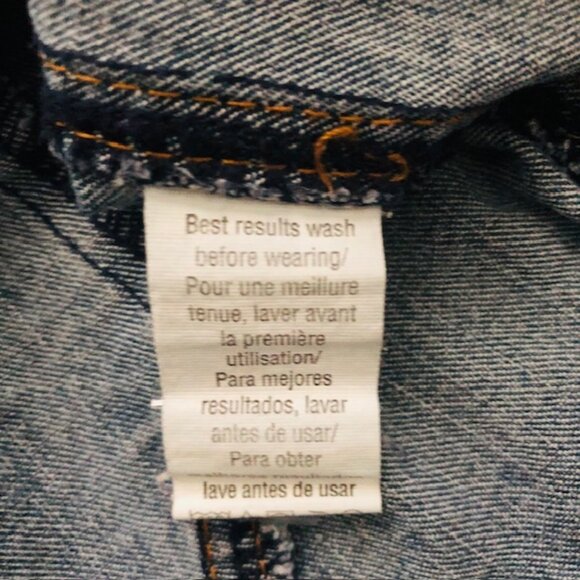 Best results wash
before wearing/
Pour une meillure
tenue, laver avant
la première
utilisation/
Para mejores
resultados, lavar
antes de usar/
Para obter
lave antes de usar